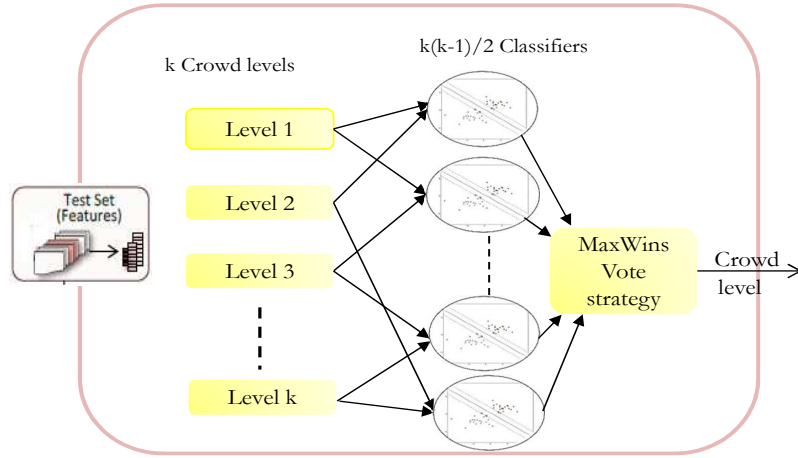 k(k-1)/2 Classifiers
k Crowd levels
Level 1
Test Set
(Features)
Level 2
Level 3
Level k
MaxWins
Vote
strategy
Crowd
level